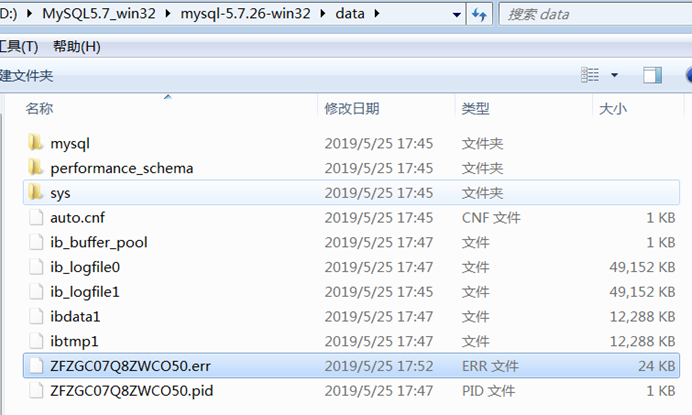 D:) ▸ MySQL5.7_win32 ▸ mysql-5.7.26-win32 ▸ data ▸ 搜索 data
工具(T) 帮助(H)
建文件夹
名称 修改日期 类型 大小
mysql 2019/5/25 17:45 文件夹
performance_schema 2019/5/25 17:45 文件夹
sys 2019/5/25 17:45 文件夹
auto.cnf 2019/5/25 17:45 CNF 文件 1 KB
ib_buffer_pool 2019/5/25 17:47 文件 1 KB
ib_logfile0 2019/5/25 17:47 文件 49,152 KB
ib_logfile1 2019/5/25 17:45 文件 49,152 KB
ibdata1 2019/5/25 17:47 文件 12,288 KB
ibtmp1 2019/5/25 17:47 文件 12,288 KB
ZFZGC07Q8ZWCO50.err 2019/5/25 17:52 ERR 文件 24 KB
ZFZGC07Q8ZWCO50.pid 2019/5/25 17:47 PID 文件 1 KB